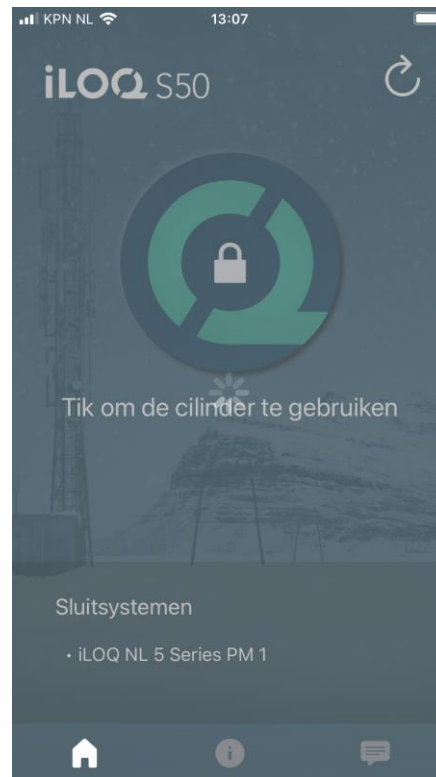 KPN NL 13:07
iLOQ S50
Tik om de cilinder te gebruiken
Sluitsystemen
• iLOQ NL 5 Series PM 1